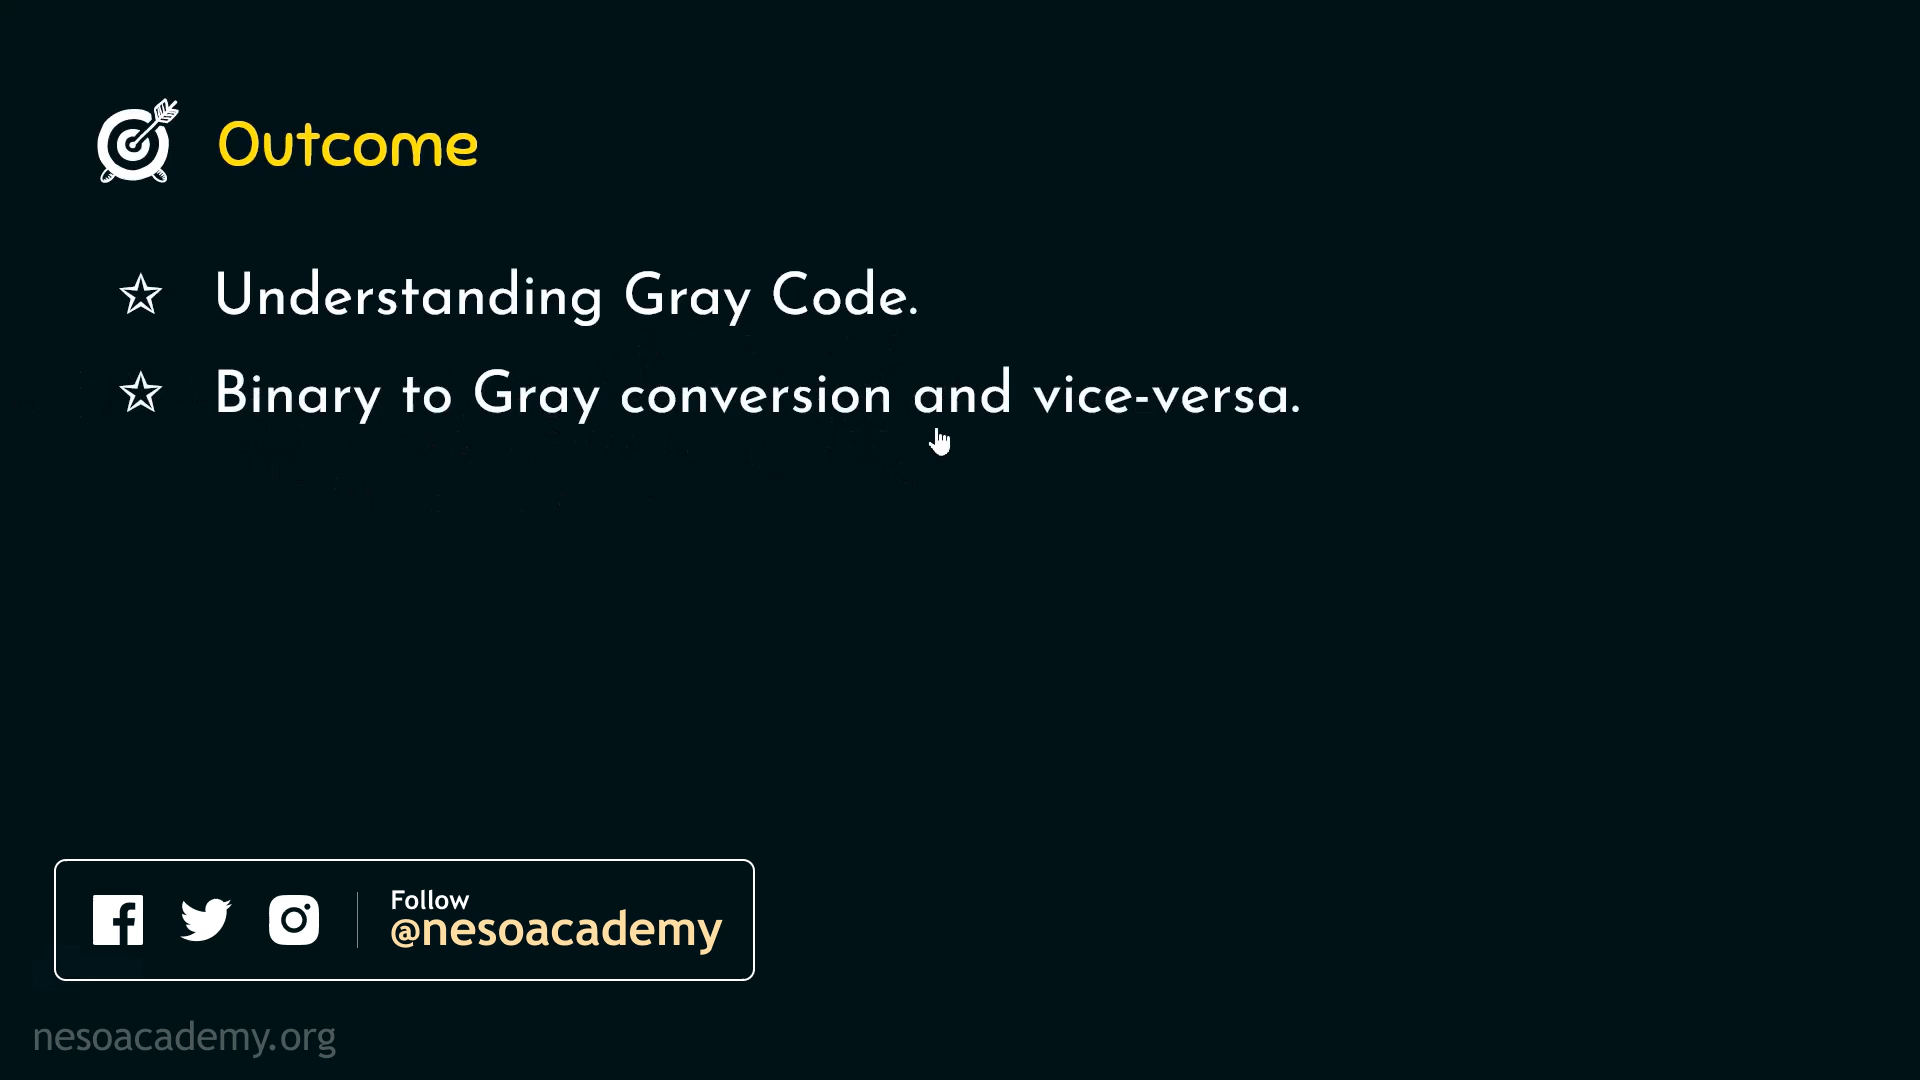 Outcome
☆ Understanding Gray Code.
☆ Binary to Gray conversion and vice-versa.
Follow
@nesoacademy
nesoacademy.org